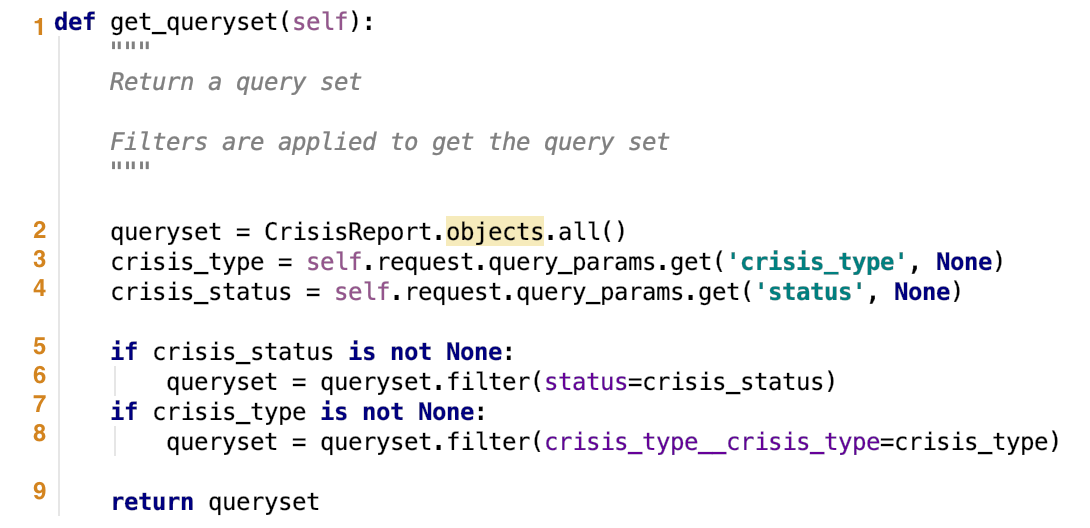 1 def get_queryset(self):
"""
Return a query set
Filters are applied to get the query set
"""
2 queryset = CrisisReport.objects.all()
3 crisis_type = self.request.query_params.get('crisis_type', None)
4 crisis_status = self.request.query_params.get('status', None)
5 if crisis_status is not None:
6 queryset = queryset.filter(status=crisis_status)
7 if crisis_type is not None:
8 queryset = queryset.filter(crisis_type__crisis_type=crisis_type)
9 return queryset